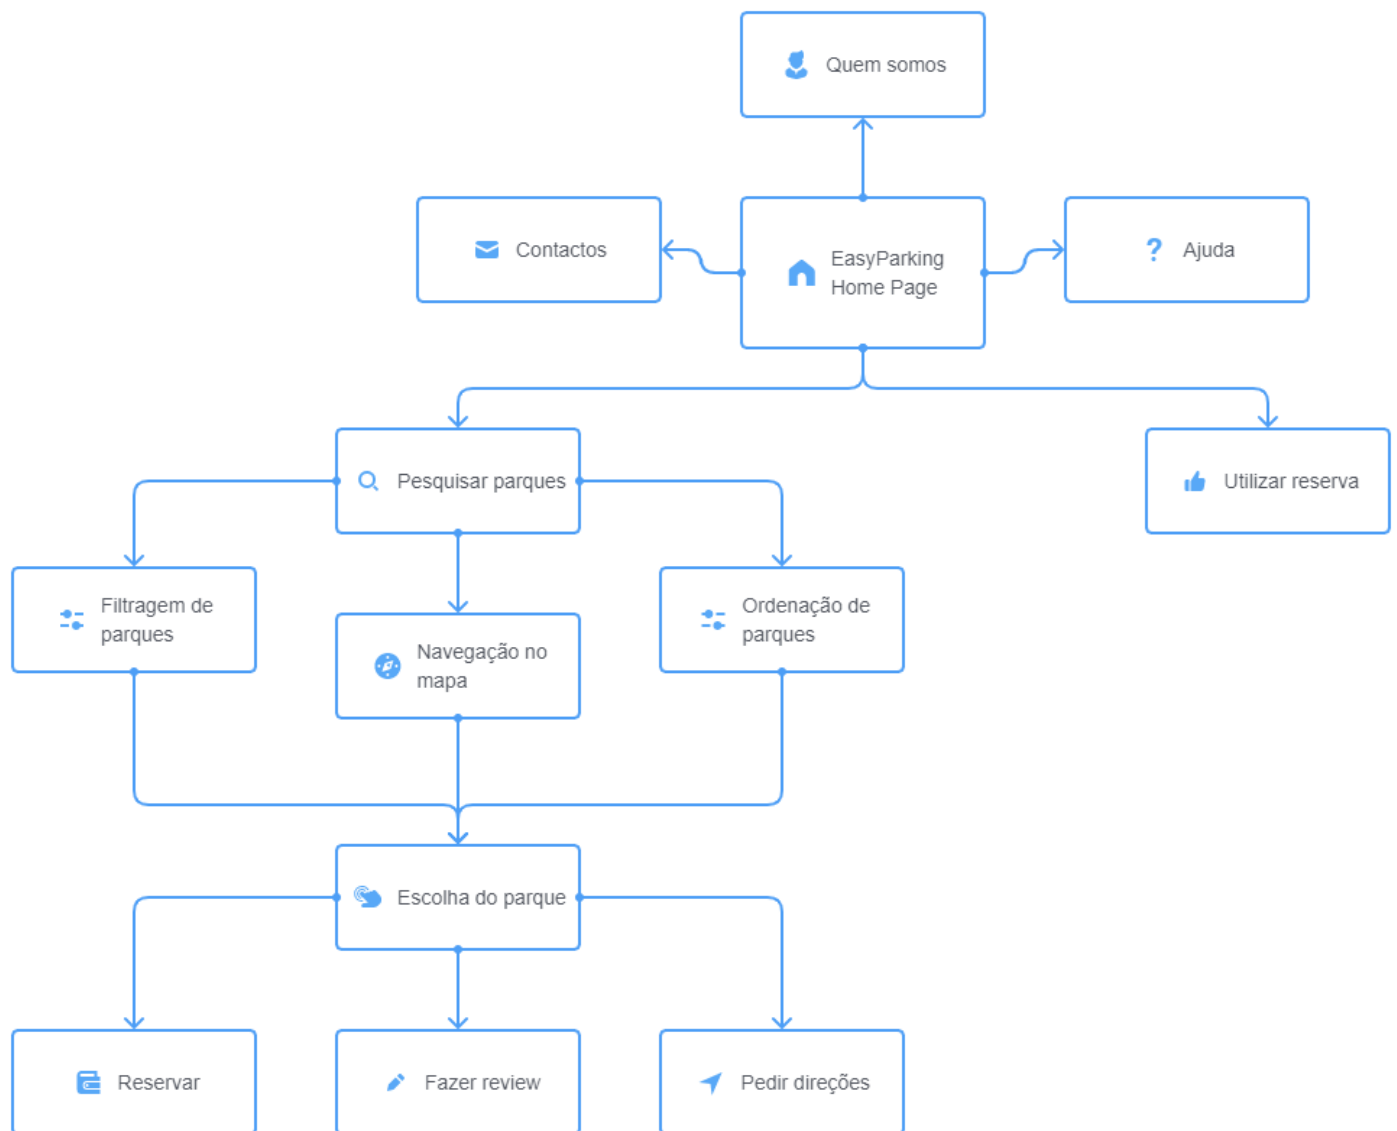 Quem somos
Contactos
EasyParking
Home Page
Ajuda
Pesquisar parques
Utilizar reserva
Filtragem de
parques
Navegação no
mapa
Ordenação de
parques
Escolha do parque
Reservar
Fazer review
Pedir direções